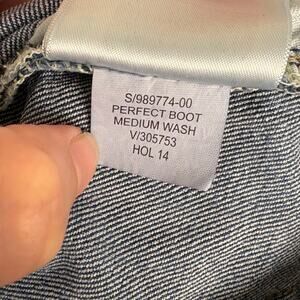 S/989774-00
PERFECT BOOT
MEDIUM WASH
V/305753
HOL 14